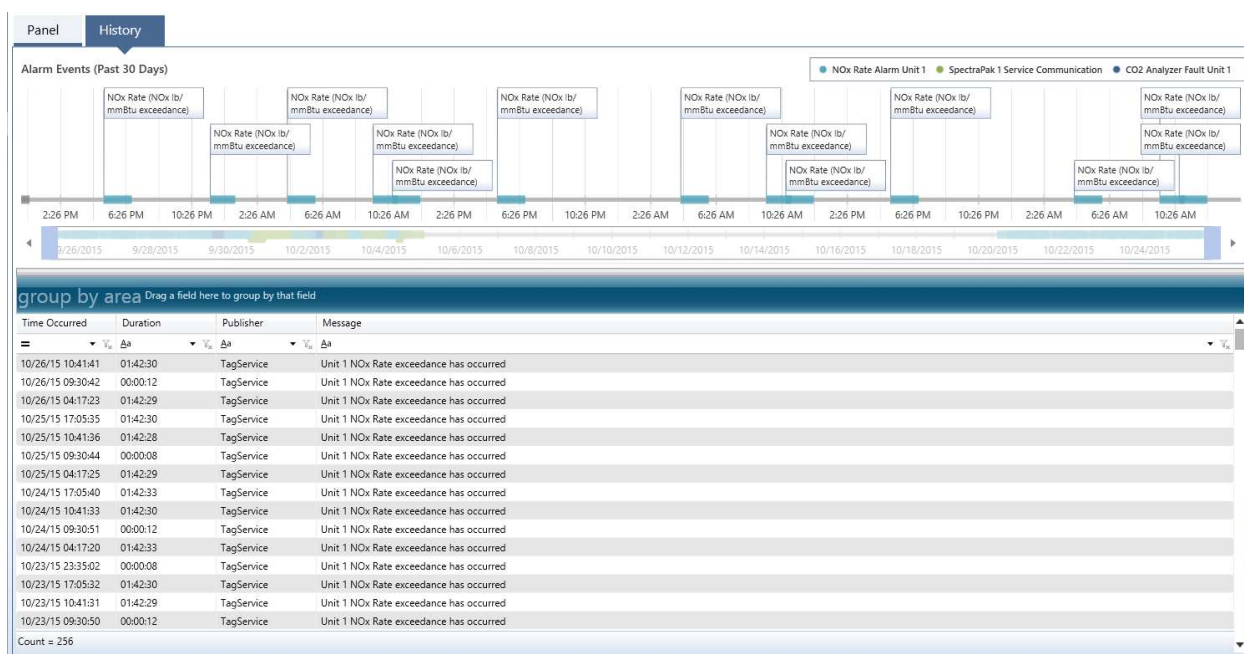 Panel
History
Alarm Events (Past 30 Days)
NOx Rate Alarm Unit 1 SpectraPak 1 Service Communication CO2 Analyzer Fault Unit 1
NOx Rate (NOx lb/
mmBtu exceedance)
NOx Rate (NOx lb/
mmBtu exceedance)
NOx Rate (NOx lb/
mmBtu exceedance)
NOx Rate (NOx lb/
mmBtu exceedance)
NOx Rate (NOx lb/
mmBtu exceedance)
NOx Rate (NOx lb/
mmBtu exceedance)
NOx Rate (NOx lb/
mmBtu exceedance)
NOx Rate (NOx lb/
mmBtu exceedance)
NOx Rate (NOx lb/
mmBtu exceedance)
NOx Rate (NOx lb/
mmBtu exceedance)
NOx Rate (NOx lb/
mmBtu exceedance)
NOx Rate (NOx lb/
mmBtu exceedance)
NOx Rate (NOx lb/
mmBtu exceedance)
2:26 PM 6:26 PM 10:26 PM 2:26 AM 6:26 AM 10:26 AM 2:26 PM 6:26 PM 10:26 PM 2:26 AM 6:26 AM 10:26 AM 2:26 PM 6:26 PM 10:26 PM 2:26 AM 6:26 AM 10:26 AM
9/26/2015 9/28/2015 9/30/2015 10/2/2015 10/4/2015 10/6/2015 10/8/2015 10/10/2015 10/12/2015 10/14/2015 10/16/2015 10/18/2015 10/20/2015 10/22/2015 10/24/2015
group by area Drag a field here to group by that field
Time Occurred Duration Publisher Message
= Aa Aa Aa
10/26/15 10:41:41 01:42:30 TagService Unit 1 NOx Rate exceedance has occurred
10/26/15 09:30:42 00:00:12 TagService Unit 1 NOx Rate exceedance has occurred
10/26/15 04:17:23 01:42:29 TagService Unit 1 NOx Rate exceedance has occurred
10/25/15 17:05:35 01:42:30 TagService Unit 1 NOx Rate exceedance has occurred
10/25/15 10:41:36 01:42:28 TagService Unit 1 NOx Rate exceedance has occurred
10/25/15 09:30:44 00:00:08 TagService Unit 1 NOx Rate exceedance has occurred
10/25/15 04:17:25 01:42:29 TagService Unit 1 NOx Rate exceedance has occurred
10/24/15 17:05:40 01:42:33 TagService Unit 1 NOx Rate exceedance has occurred
10/24/15 10:41:33 01:42:30 TagService Unit 1 NOx Rate exceedance has occurred
10/24/15 09:30:51 00:00:12 TagService Unit 1 NOx Rate exceedance has occurred
10/24/15 04:17:20 01:42:33 TagService Unit 1 NOx Rate exceedance has occurred
10/23/15 23:35:02 00:00:08 TagService Unit 1 NOx Rate exceedance has occurred
10/23/15 17:05:32 01:42:30 TagService Unit 1 NOx Rate exceedance has occurred
10/23/15 10:41:31 01:42:29 TagService Unit 1 NOx Rate exceedance has occurred
10/23/15 09:30:50 00:00:12 TagService Unit 1 NOx Rate exceedance has occurred
Count = 256